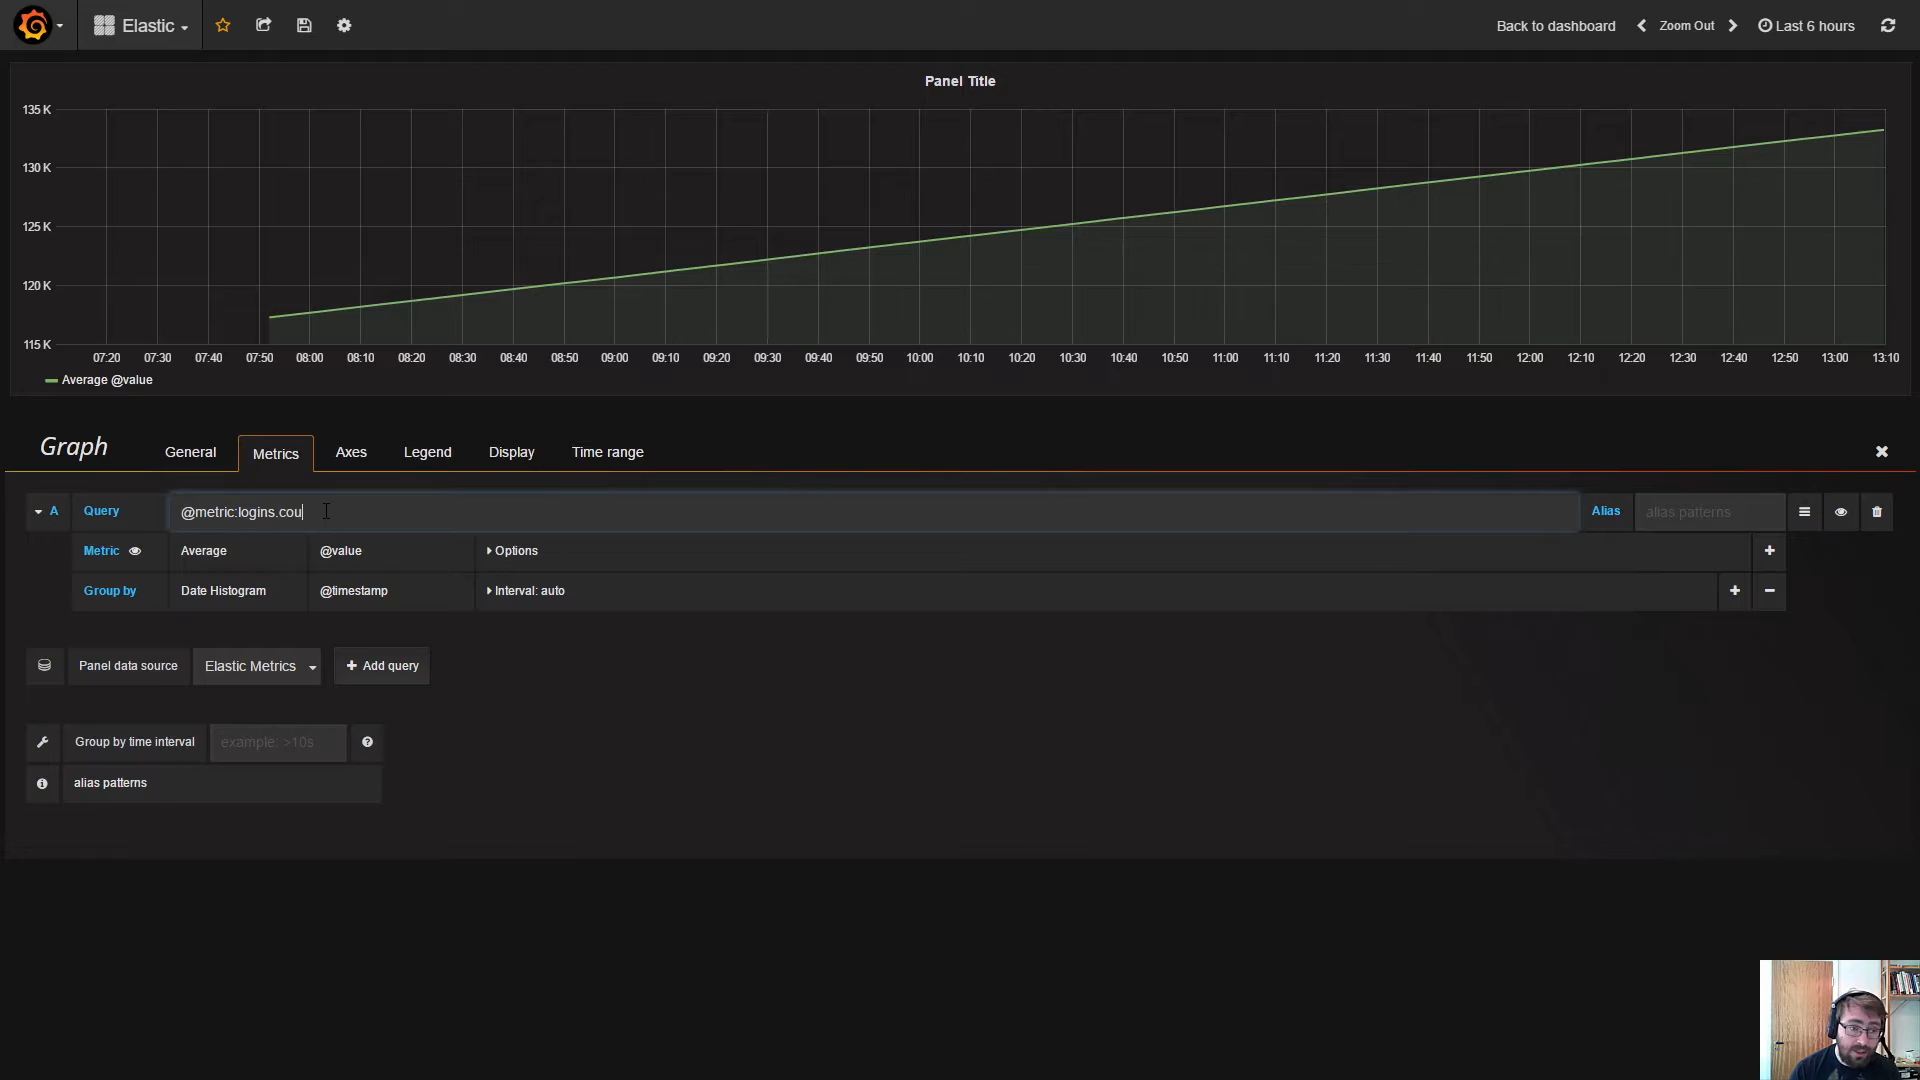 Elastic
Back to dashboard
Zoom Out
Last 6 hours
Panel Title
135 K
130 K
125 K
120 K
115 K
07:20 07:30 07:40 07:50 08:00 08:10 08:20 08:30 08:40 08:50 09:00 09:10 09:20 09:30 09:40 09:50 10:00 10:10 10:20 10:30 10:40 10:50 11:00 11:10 11:20 11:30 11:40 11:50 12:00 12:10 12:20 12:30 12:40 12:50 13:00 13:10
Average @value
Graph General Metrics Axes Legend Display Time range
A Query @metric:logins.cou Alias alias patterns
Metric Average @value Options
Group by Date Histogram @timestamp Interval: auto
Panel data source Elastic Metrics Add query
Group by time interval example: >10s
alias patterns